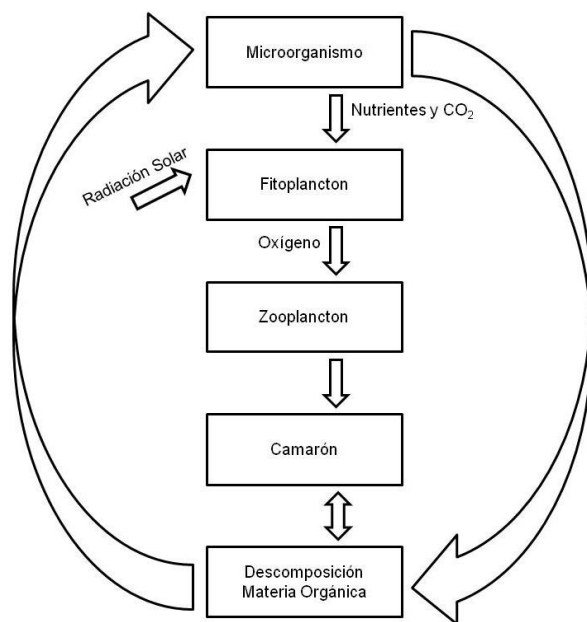 Microorganismo
Nutrientes y CO₂
Radiación Solar
Fitoplancton
Oxígeno
Zooplancton
Camarón
Descomposición
Materia Orgánica